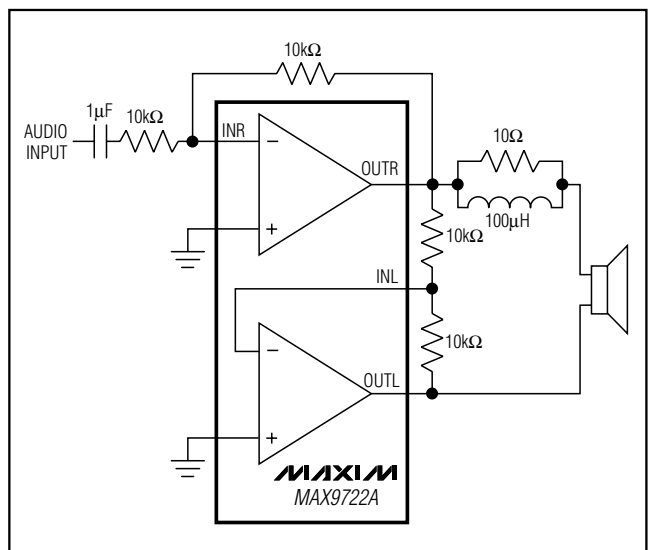 10kΩ
1μF
10kΩ
AUDIO
INPUT
INR
−
+
OUTR
10Ω
100μH
10kΩ
INL
10kΩ
−
+
OUTL
MAXIM
MAX9722A